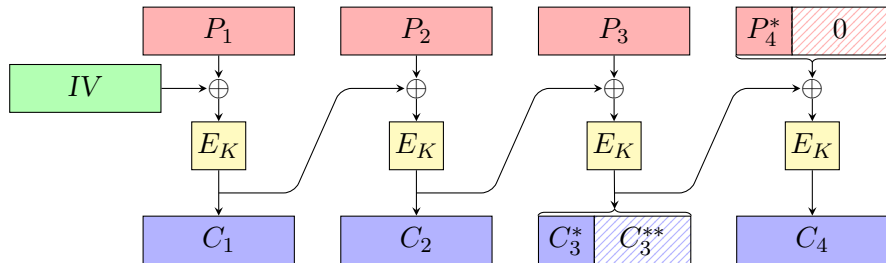 P₁ P₂ P₃ P₄* 0
IV
E_K E_K E_K E_K
C₁ C₂ C₃* C₃** C₄